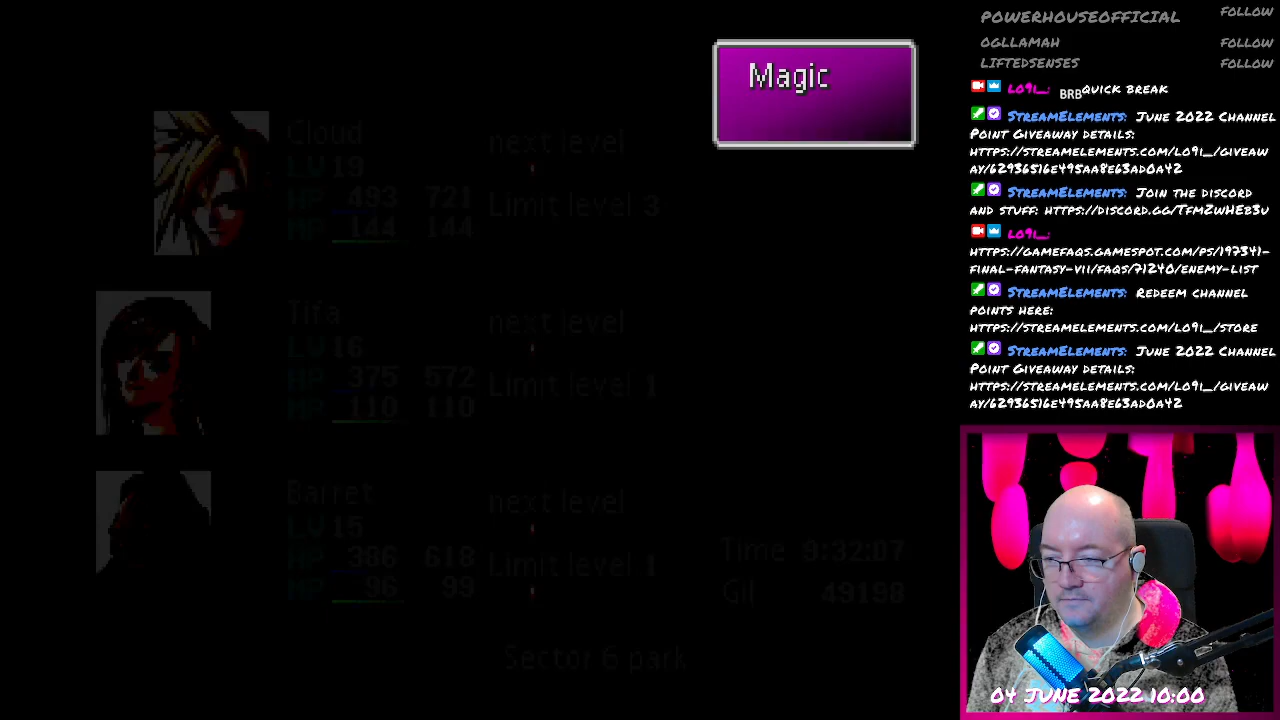 Magic
Cloud
next level
LV 19
HP 493 721
Limit level 3
MP 144 144
Tifa
next level
LV 16
HP 375 572
Limit level 1
MP 110 110
Barret
next level
LV 15
HP 386 618
Limit level 1
MP 96 99
Time 9:32:07
Gil 49198
Sector 6 park
POWERHOUSEOFFICIAL FOLLOW
OGLLAMAH FOLLOW
LIFTEDSENSES FOLLOW
LO9I_: BRB QUICK BREAK
STREAMELEMENTS: JUNE 2022 CHANNEL
POINT GIVEAWAY DETAILS:
HTTPS://STREAMELEMENTS.COM/LO9I_/GIVEAW
AY/62936516E495AA8E63AD0A42
STREAMELEMENTS: JOIN THE DISCORD
AND STUFF: HTTPS://DISCORD.GG/TFMZWHEB3U
LO9I_:
HTTPS://GAMEFAQS.GAMESPOT.COM/PS/197341-
FINAL-FANTASY-VII/FAQS/71240/ENEMY-LIST
STREAMELEMENTS: REDEEM CHANNEL
POINTS HERE:
HTTPS://STREAMELEMENTS.COM/LO9I_/STORE
STREAMELEMENTS: JUNE 2022 CHANNEL
POINT GIVEAWAY DETAILS:
HTTPS://STREAMELEMENTS.COM/LO9I_/GIVEAW
AY/62936516E495AA8E63AD0A42
04 JUNE 2022 10:00